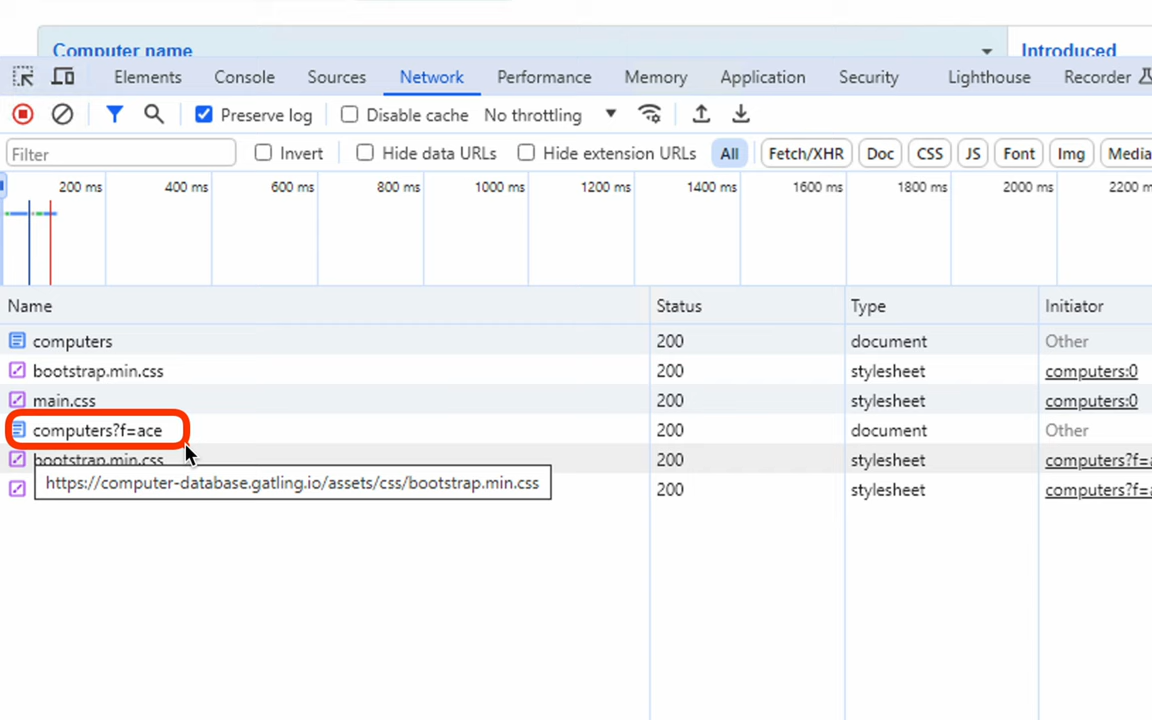 Computer name Introduced
Elements Console Sources Network Performance Memory Application Security Lighthouse Recorder
Preserve log Disable cache No throttling
Filter Invert Hide data URLs Hide extension URLs All Fetch/XHR Doc CSS JS Font Img Media
200 ms 400 ms 600 ms 800 ms 1000 ms 1200 ms 1400 ms 1600 ms 1800 ms 2000 ms 2200 m
Name Status Type Initiator
computers 200 document Other
bootstrap.min.css 200 stylesheet computers:0
main.css 200 stylesheet computers:0
computers?f=ace 200 document Other
bootstrap.min.css 200 stylesheet computers?f=a
https://computer-database.gatling.io/assets/css/bootstrap.min.css
200 stylesheet computers?f=a